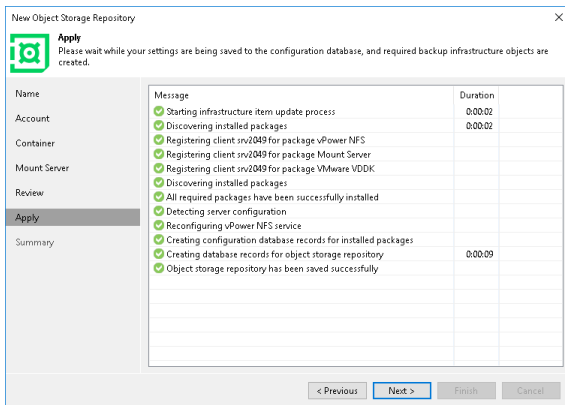 New Object Storage Repository
Apply
Please wait while your settings are being saved to the configuration database, and required backup infrastructure objects are
created.
Name
Account
Container
Mount Server
Review
Apply
Summary
Message Duration
Starting infrastructure item update process 0:00:02
Discovering installed packages 0:00:02
Registering client srv2049 for package vPower NFS
Registering client srv2049 for package Mount Server
Registering client srv2049 for package VMware VDDK
Discovering installed packages
All required packages have been successfully installed
Detecting server configuration
Reconfiguring vPower NFS service
Creating configuration database records for installed packages
Creating database records for object storage repository 0:00:09
Object storage repository has been saved successfully
< Previous Next > Finish Cancel